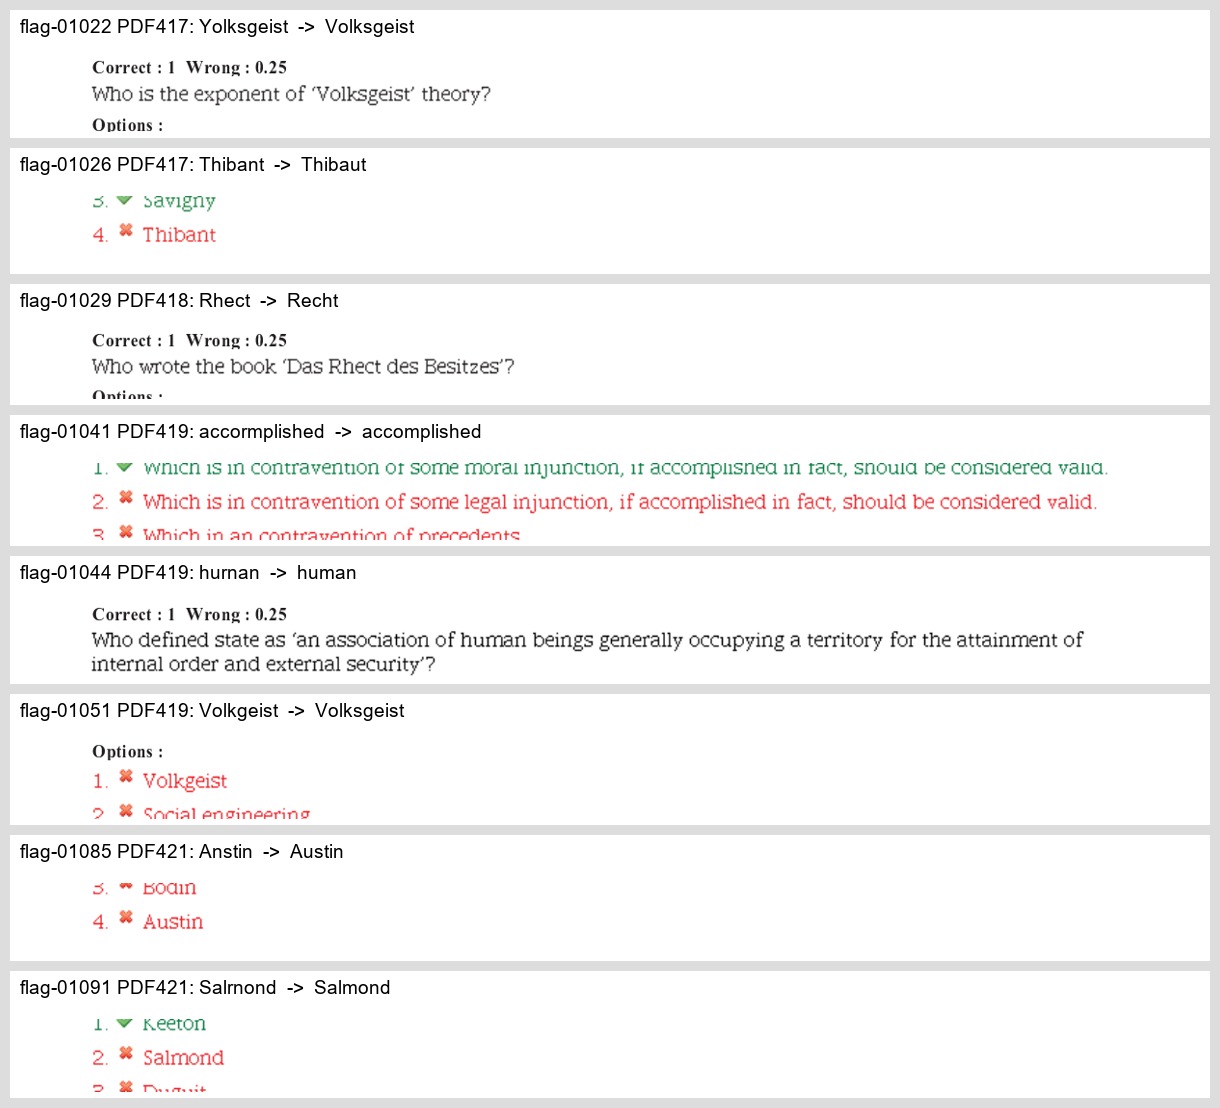 flag-01022 PDF417: Yolksgeist -> Volksgeist
Correct : 1 Wrong : 0.25
Who is the exponent of ‘Volksgeist’ theory?
Options :
flag-01026 PDF417: Thibant -> Thibaut
3. Savigny
4. Thibant
flag-01029 PDF418: Rhect -> Recht
Correct : 1 Wrong : 0.25
Who wrote the book ‘Das Rhect des Besitzes’?
Options :
flag-01041 PDF419: accormplished -> accomplished
1. Which is in contravention of some moral injunction, if accomplished in fact, should be considered valid.
2. Which is in contravention of some legal injunction, if accomplished in fact, should be considered valid.
3. Which in an contravention of precedents
flag-01044 PDF419: hurnan -> human
Correct : 1 Wrong : 0.25
Who defined state as ‘an association of human beings generally occupying a territory for the attainment of
internal order and external security’?
flag-01051 PDF419: Volkgeist -> Volksgeist
Options :
1. Volkgeist
2. Social engineering
flag-01085 PDF421: Anstin -> Austin
3. Bodin
4. Austin
flag-01091 PDF421: Salrnond -> Salmond
1. Keeton
2. Salmond
3. Duguit